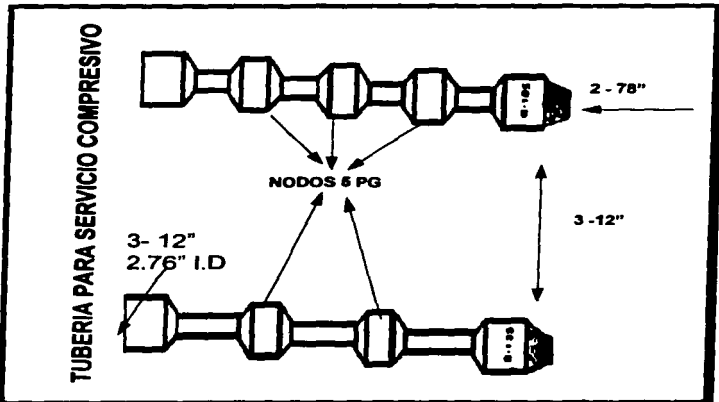 TUBERIA PARA SERVICIO COMPRESIVO
2 - 78"
NODOS 5 PG
3 -12"
3- 12"
2.76" I.D